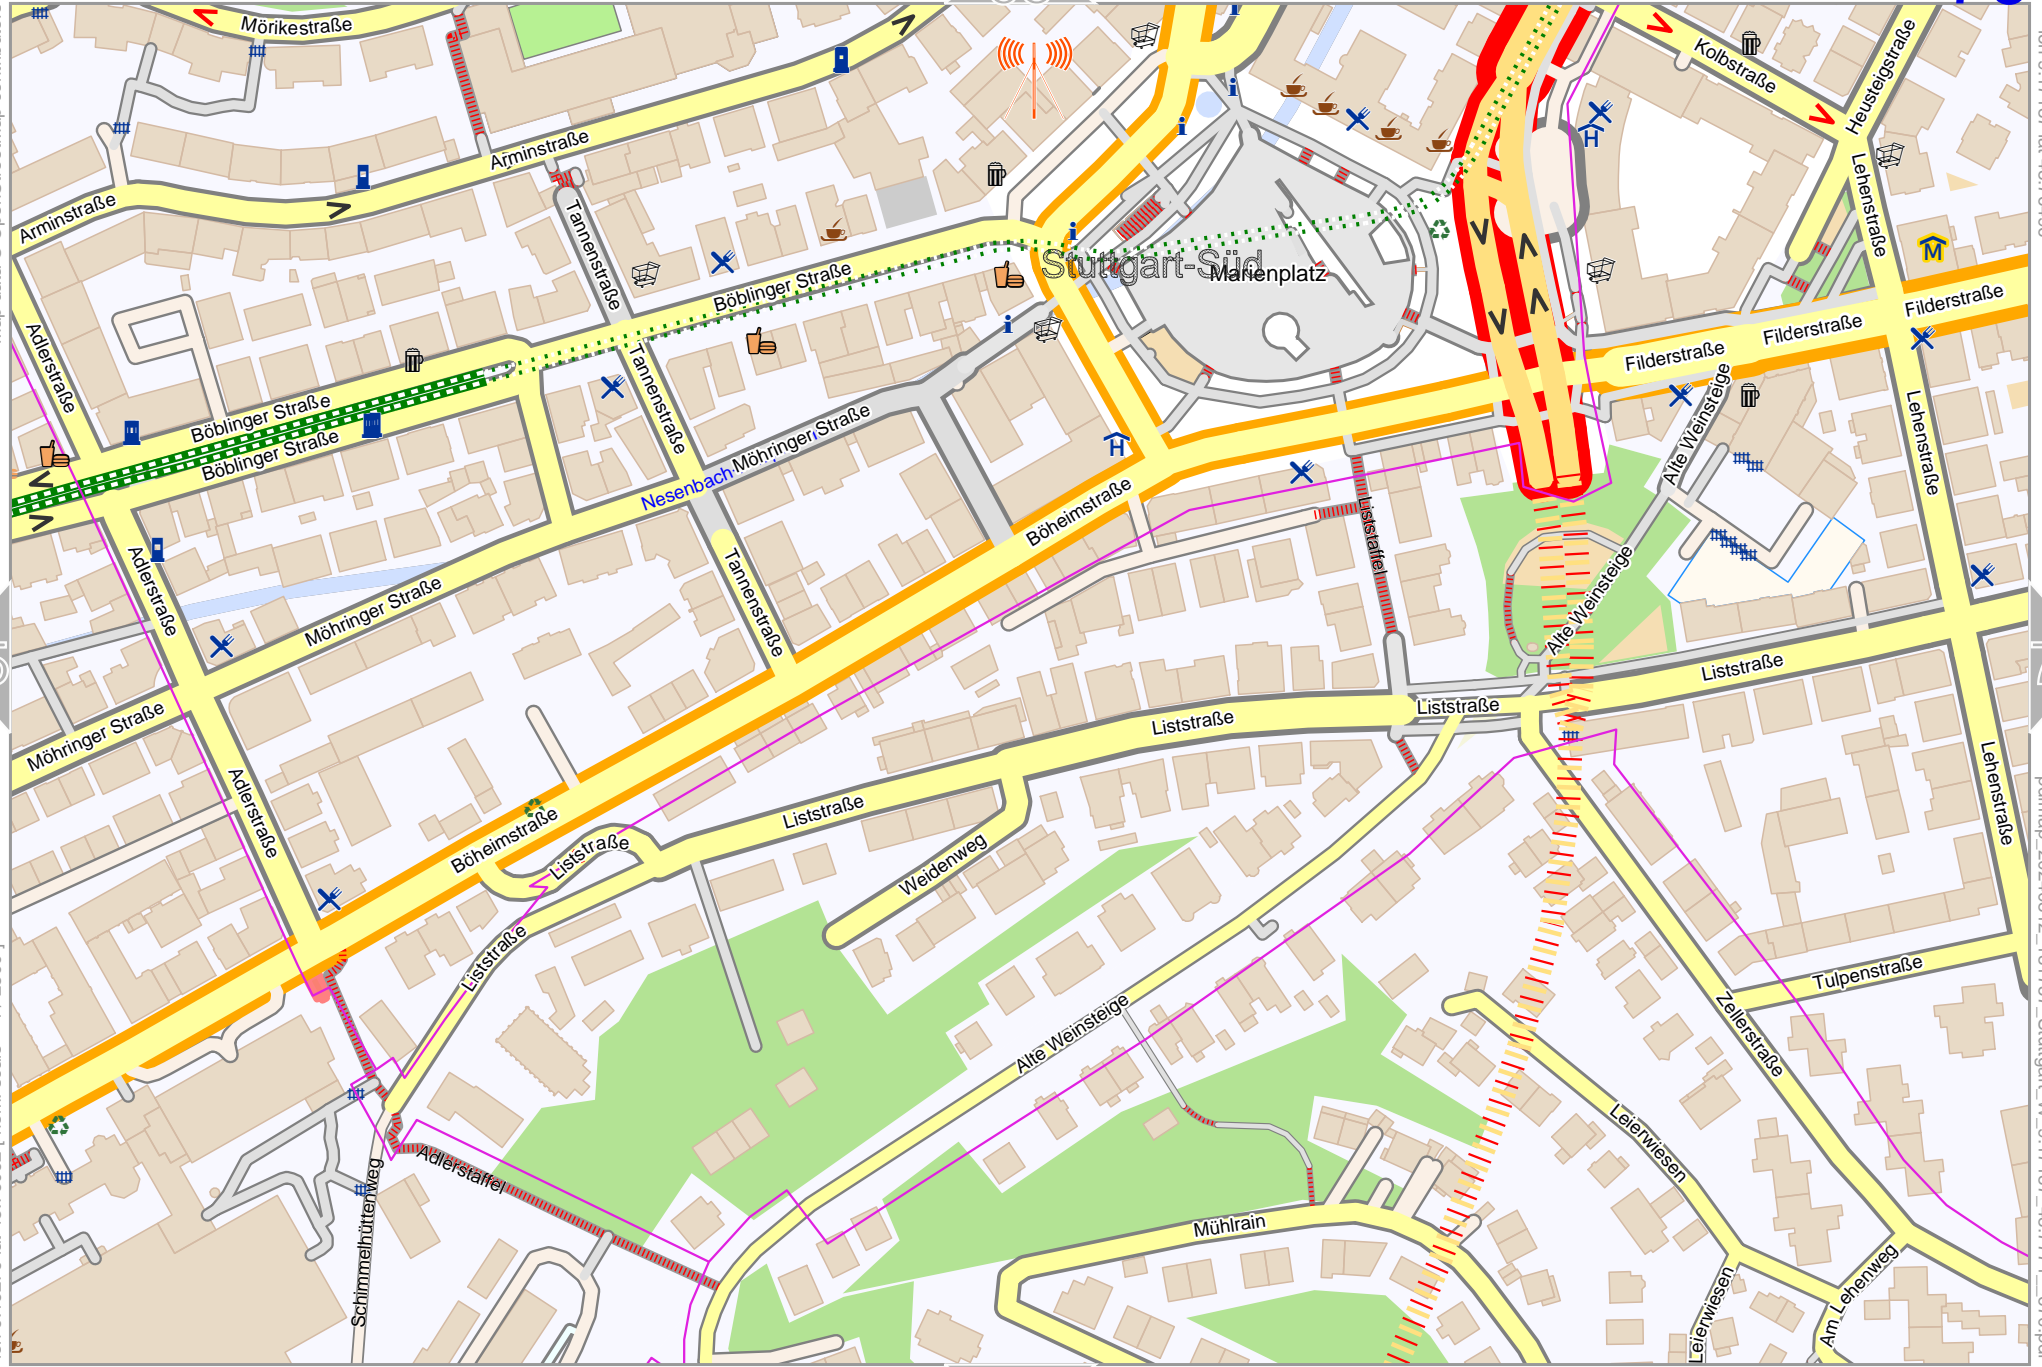 Mörikestraße
Kolbstraße
Heusteigstraße
Arminstraße
Arminstraße
Tannenstraße
Lehenstraße
Stuttgart-Süd
Marienplatz
Böblinger Straße
Filderstraße
Filderstraße
Filderstraße
Adlerstraße
Tannenstraße
Alte Weinsteige
Böblinger Straße
Böblinger Straße
Möhringer Straße
Nesenbach
Lehenstraße
Böheimstraße
Liststaffel
Adlerstraße
Möhringer Straße
Tannenstraße
Alte Weinsteige
Liststraße
Liststraße
Liststraße
Möhringer Straße
Adlerstraße
Lehenstraße
Liststraße
Böheimstraße
Liststraße
Weidenweg
Liststraße
Tulpenstraße
Alte Weinsteige
Zellerstraße
Leierwiesen
Adlerstaffel
Schimmelhüttenweg
Mühlrain
Leierwiesen
Am Lehenweg